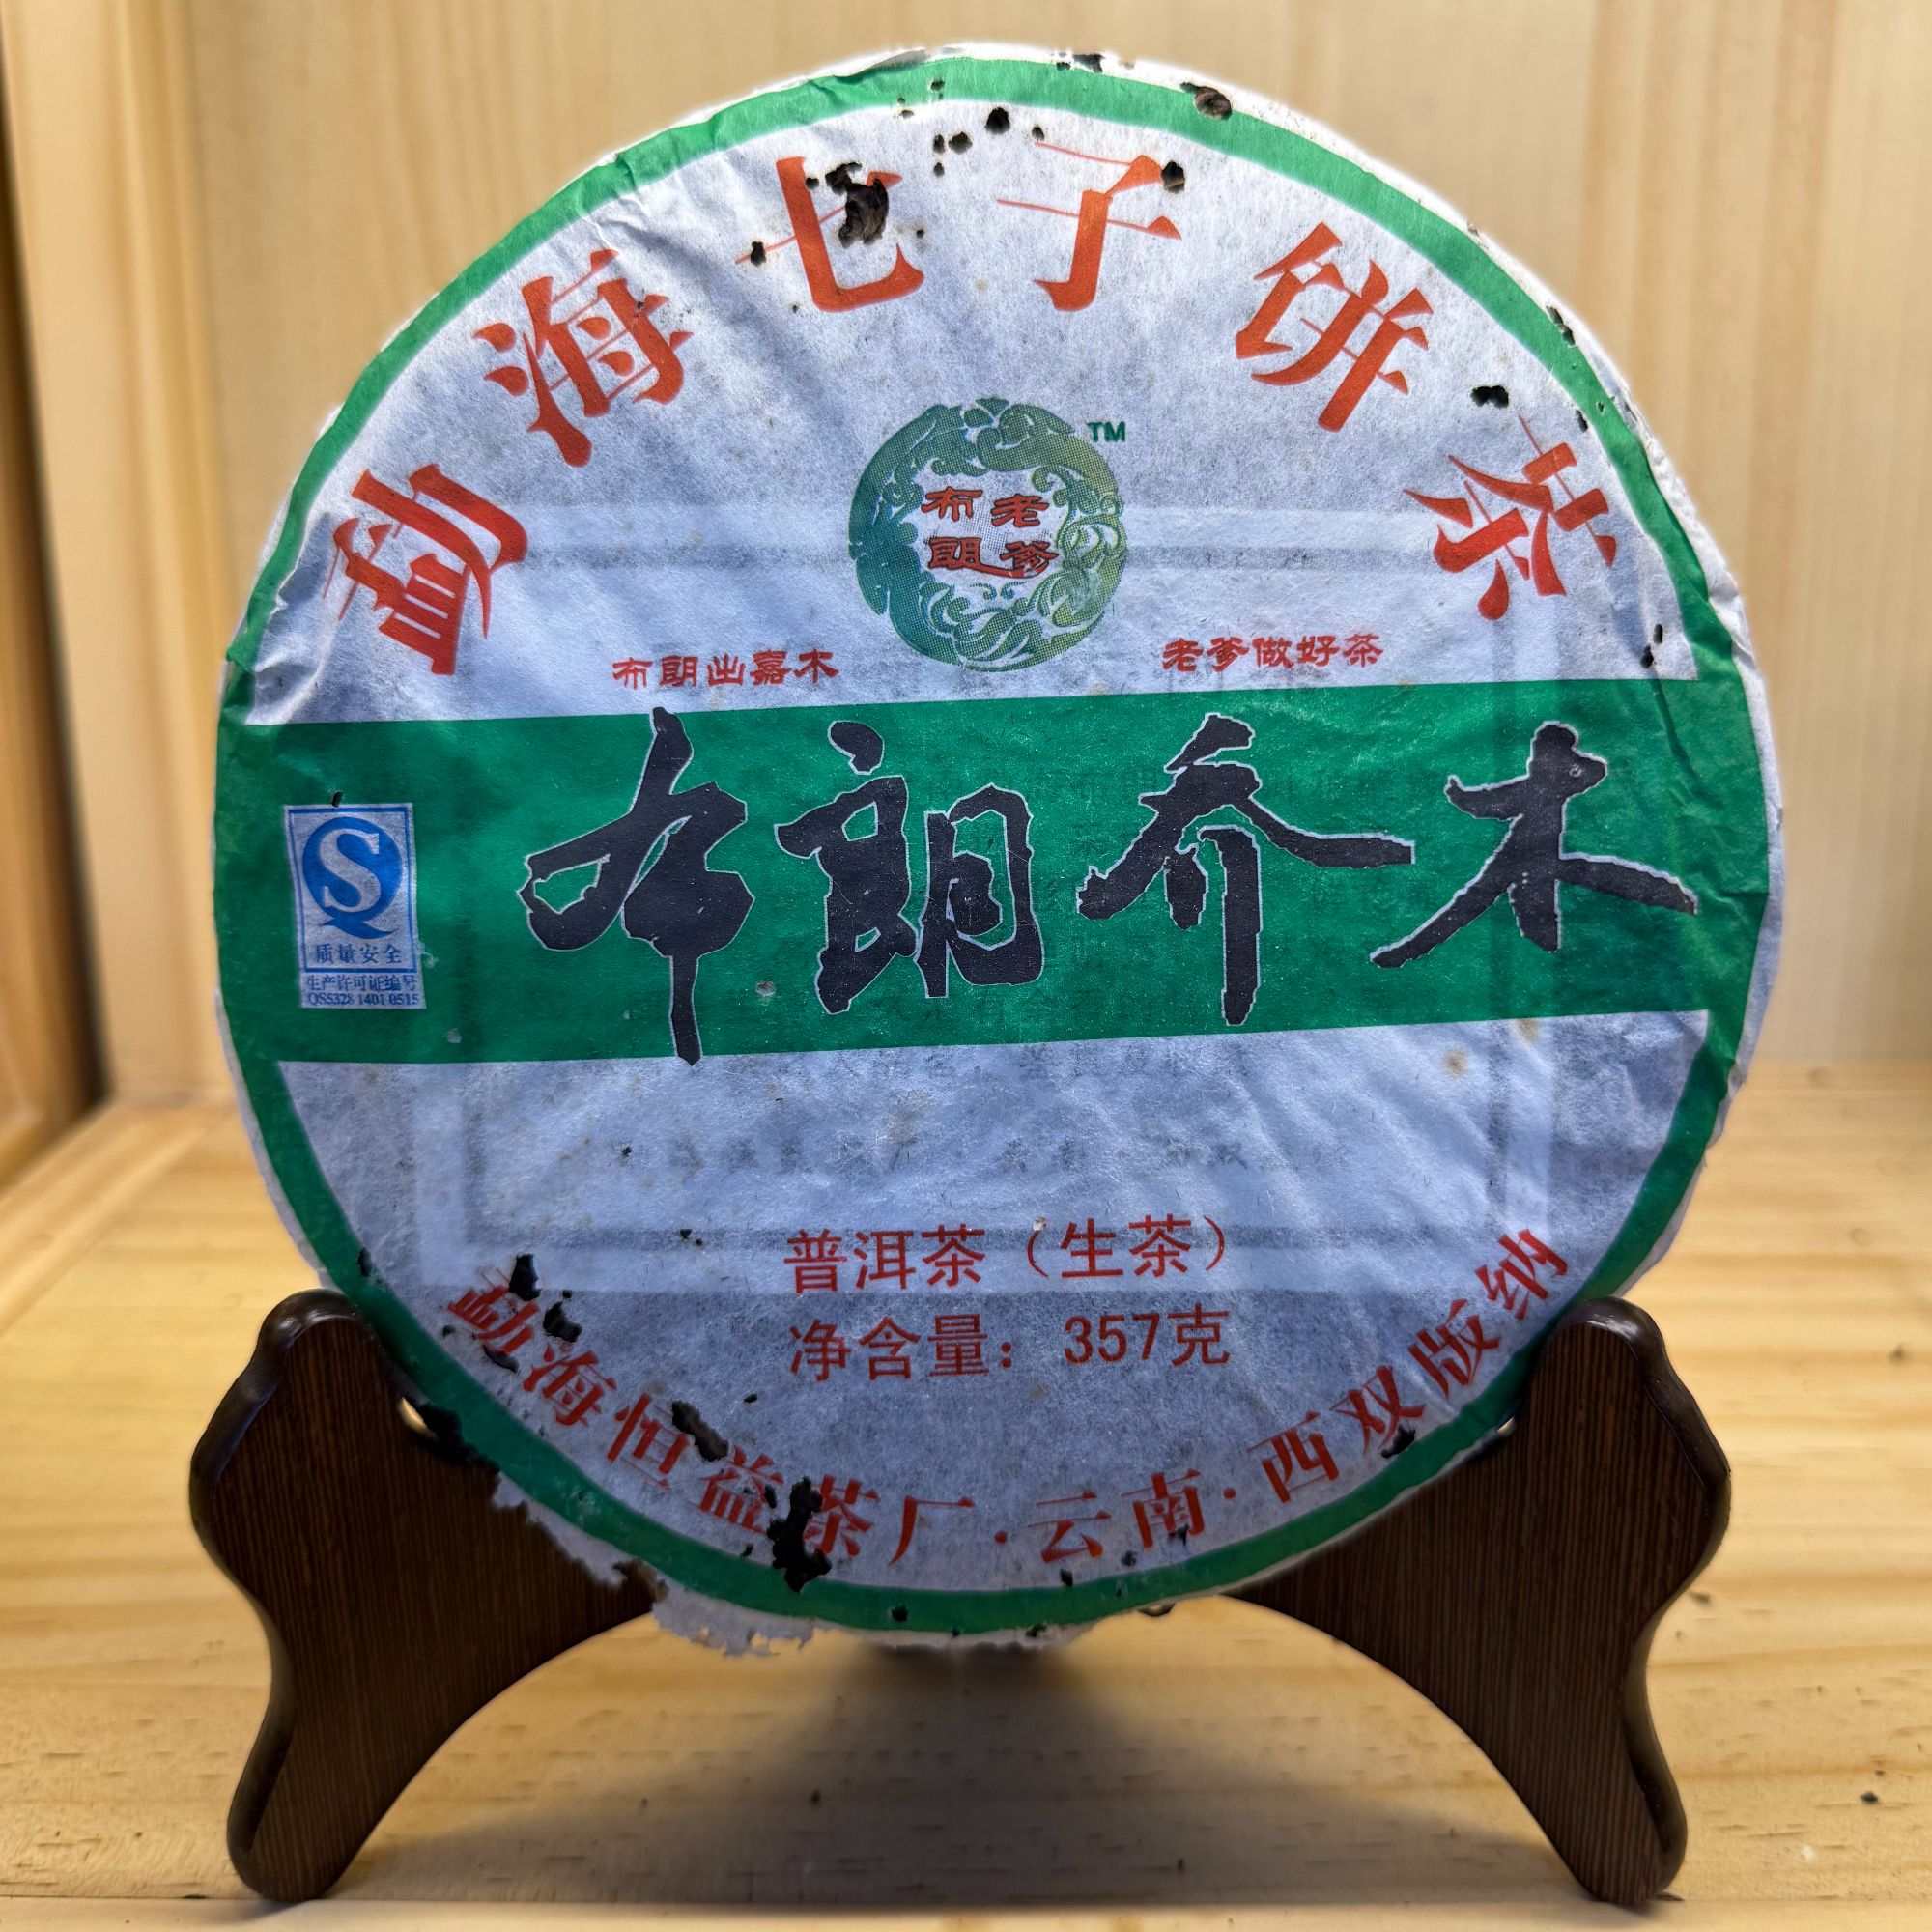 勐海七子饼茶
TM
布老
朗爹
布朗出嘉木
老爹做好茶
布朗乔木
S
质量安全
生产许可证编号
QS5328 1401 0515
普洱茶（生茶）
净含量：357克
勐海恒益茶厂·云南·西双版纳